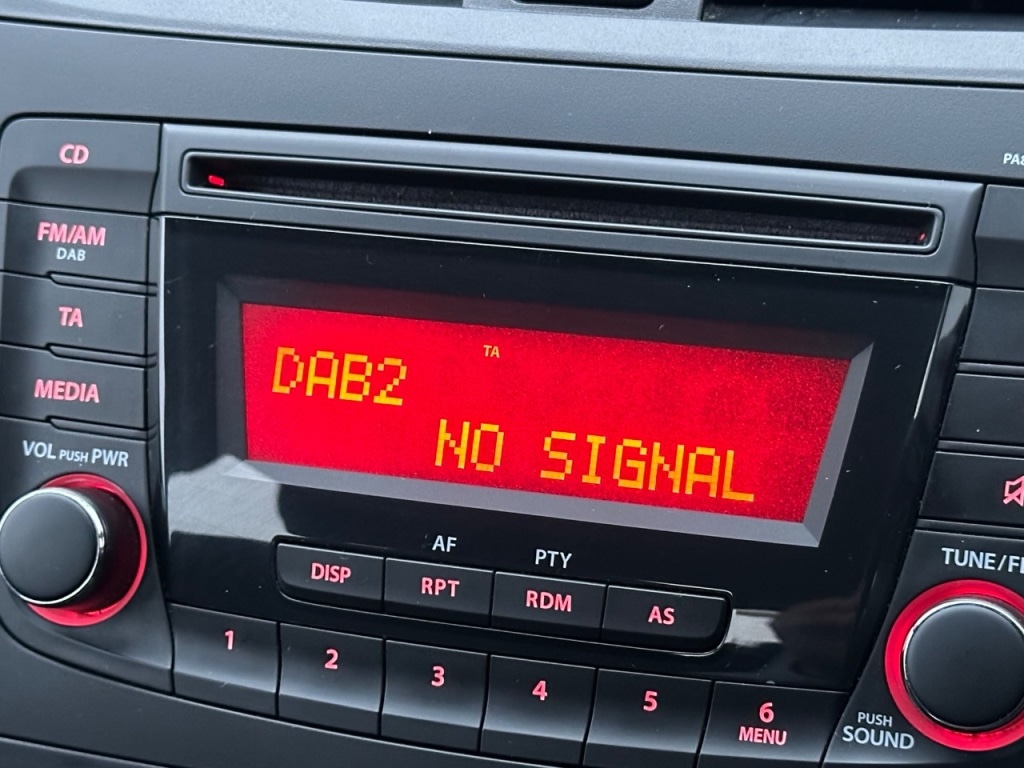 CD
FM/AM
DAB
TA
MEDIA
VOL PUSH PWR
TA
DAB2
NO SIGNAL
AF
PTY
DISP
RPT
RDM
AS
1
2
3
4
5
6
MENU
PUSH
SOUND